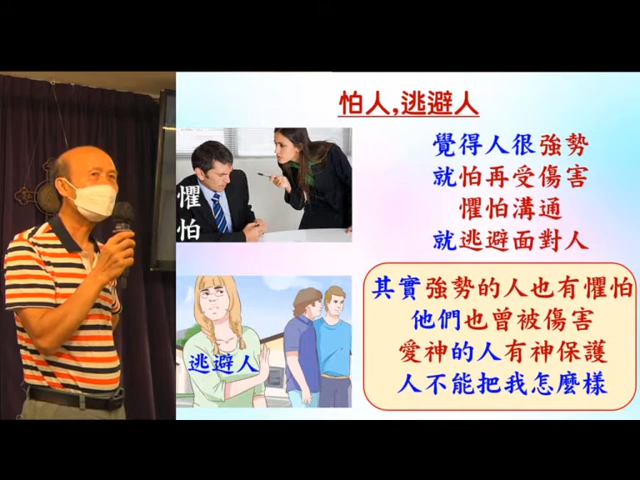 怕人,逃避人
懼怕
覺得人很強勢
就怕再受傷害
懼怕溝通
就逃避面對人
逃避人
其實強勢的人也有懼怕
他們也曾被傷害
愛神的人有神保護
人不能把我怎麼樣